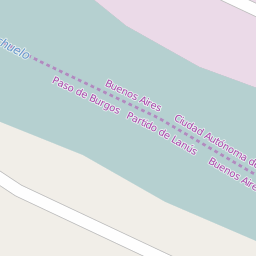 chuelo
Buenos Aires
Paso de Burgos
Partido de Lanús
Ciudad Autónoma de
Buenos Aire